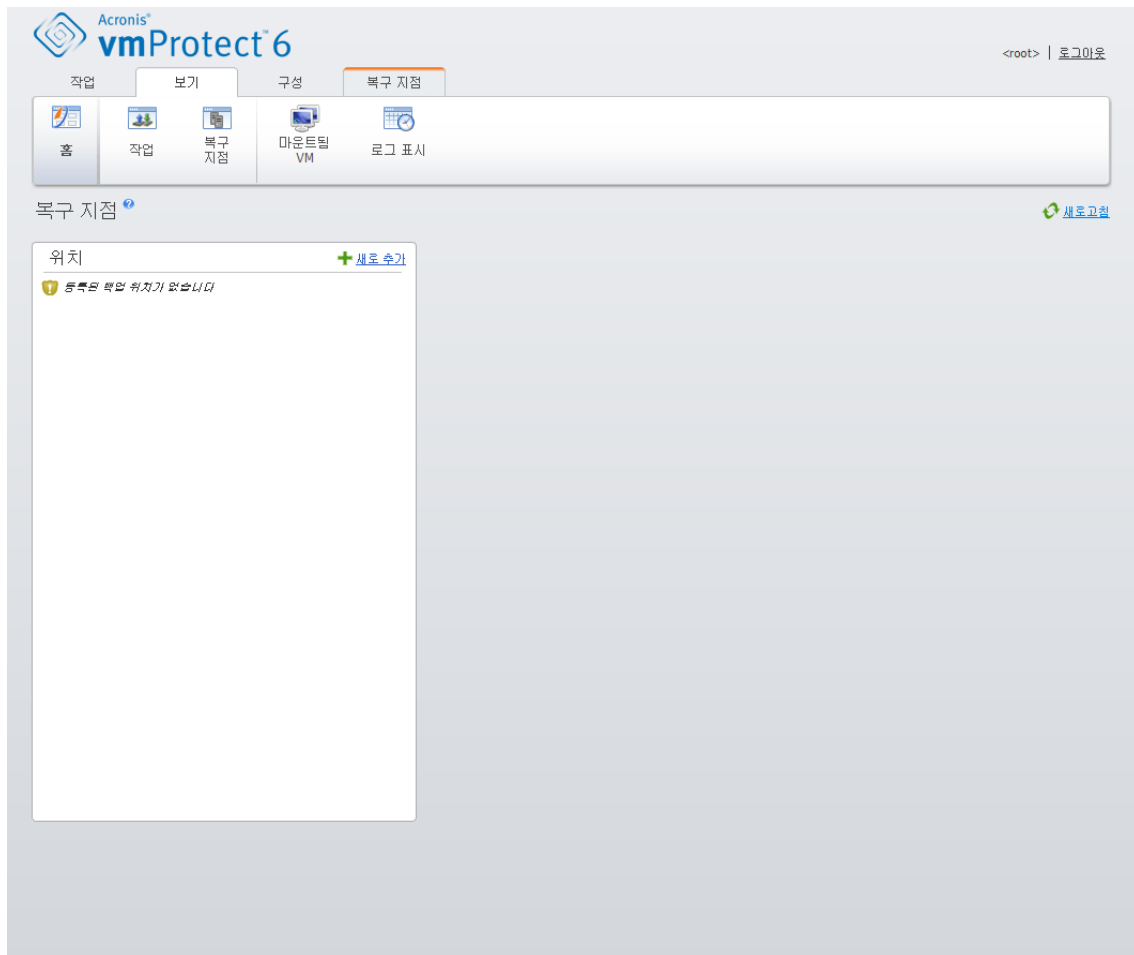 Acronis®
vmProtect™ 6
<root> | 로그아웃
작업 보기 구성 복구 지점
홈 작업 복구 지점 마운트됨 VM 로그 표시
복구 지점 ?
새로고침
위치 새로 추가
등록된 백업 위치가 없습니다